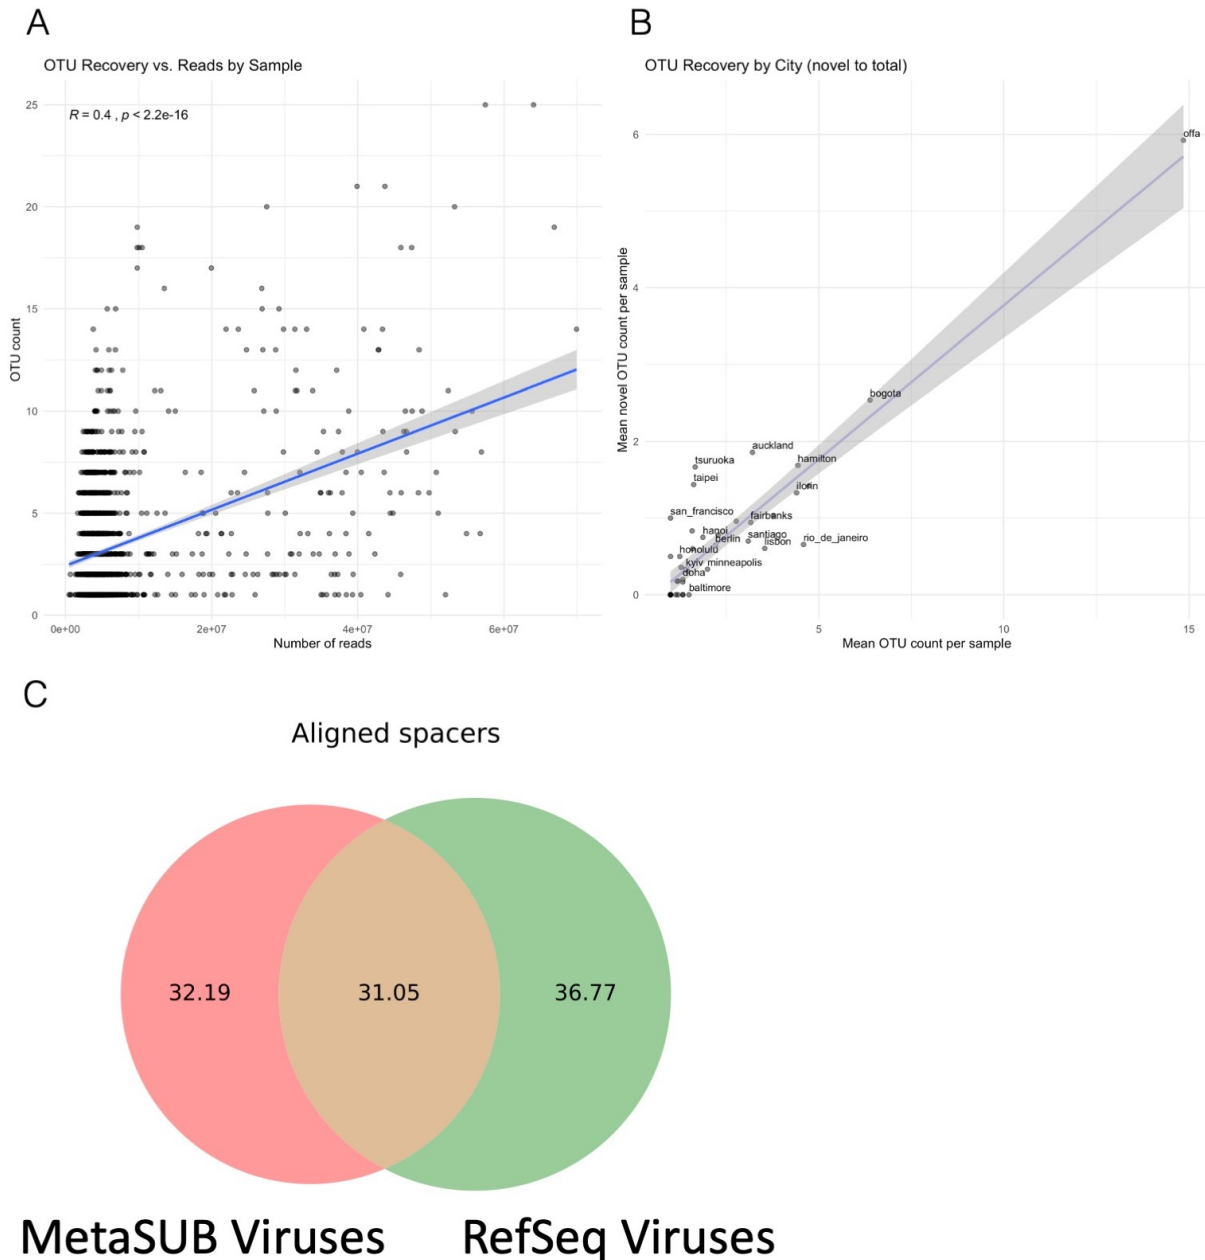 A
OTU Recovery vs. Reads by Sample
R = 0.4 , p < 2.2e-16
OTU count
25
20
15
10
5
0
0e+00 2e+07 4e+07 6e+07
Number of reads
B
OTU Recovery by City (novel to total)
Mean novel OTU count per sample
6
4
2
0
offa
bogota
auckland
tsuruoka
hamilton
taipei
ilorin
san_francisco
fairbanks
hanoi
santiago
rio_de_janeiro
berlin
lisbon
honolulu
kyiv
minneapolis
doha
baltimore
5 10 15
Mean OTU count per sample
C
Aligned spacers
32.19 31.05 36.77
MetaSUB Viruses RefSeq Viruses